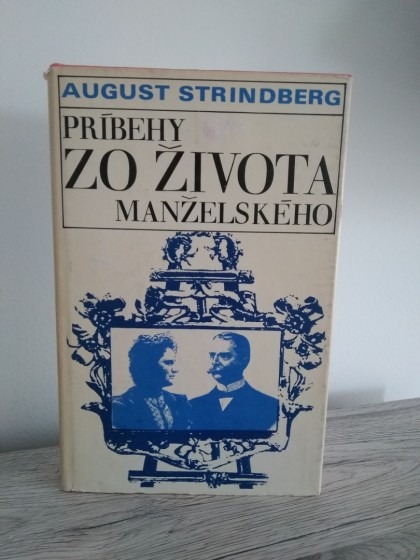 AUGUST STRINDBERG
PRÍBEHY
ZO ŽIVOTA
MANŽELSKÉHO